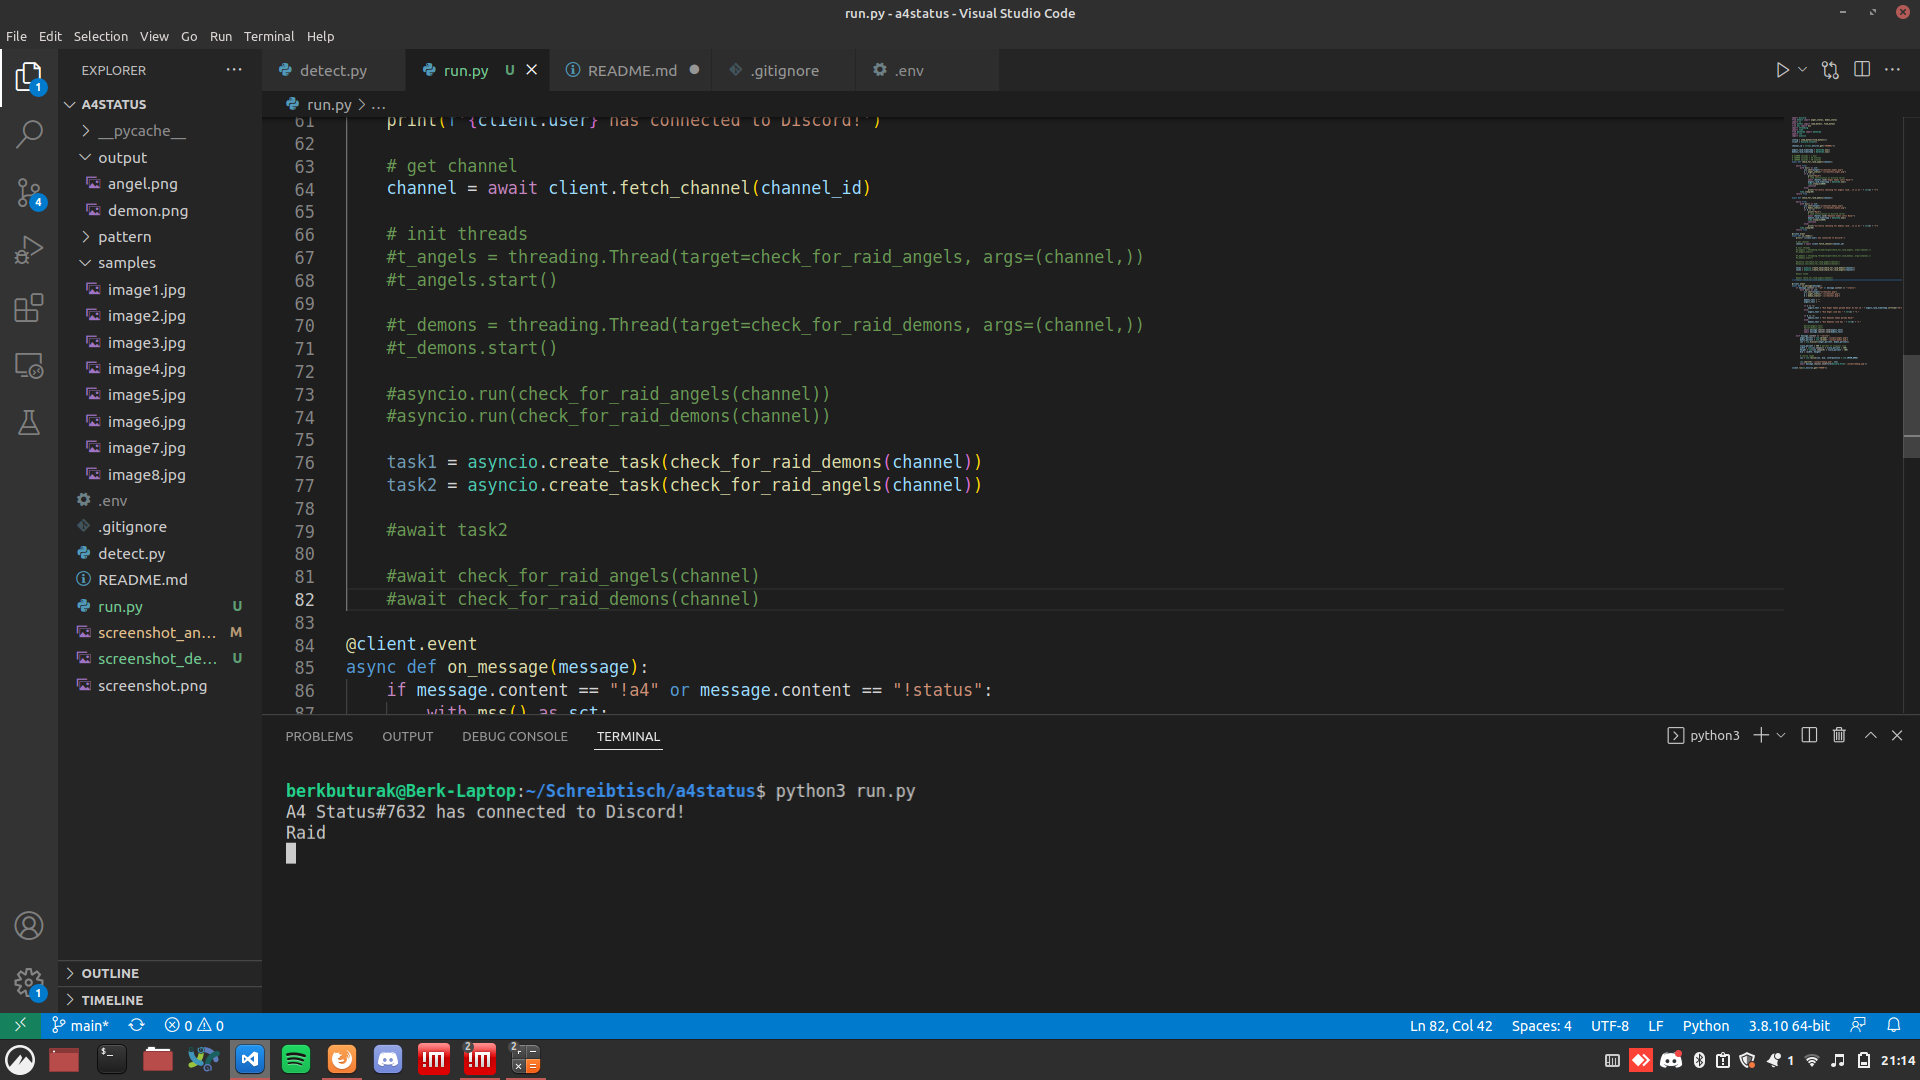 run.py - a4status - Visual Studio Code
File Edit Selection View Go Run Terminal Help
EXPLORER
detect.py run.py U README.md .gitignore .env
run.py > ...
A4STATUS
__pycache__
output
angel.png
demon.png
pattern
samples
image1.jpg
image2.jpg
image3.jpg
image4.jpg
image5.jpg
image6.jpg
image7.jpg
image8.jpg
.env
.gitignore
detect.py
README.md
run.py U
screenshot_an... M
screenshot_de... U
screenshot.png
OUTLINE
TIMELINE
1
4
1
61 print(f'{client.user} has connected to Discord!')
62
63 # get channel
64 channel = await client.fetch_channel(channel_id)
65
66 # init threads
67 #t_angels = threading.Thread(target=check_for_raid_angels, args=(channel,))
68 #t_angels.start()
69
70 #t_demons = threading.Thread(target=check_for_raid_demons, args=(channel,))
71 #t_demons.start()
72
73 #asyncio.run(check_for_raid_angels(channel))
74 #asyncio.run(check_for_raid_demons(channel))
75
76 task1 = asyncio.create_task(check_for_raid_demons(channel))
77 task2 = asyncio.create_task(check_for_raid_angels(channel))
78
79 #await task2
80
81 #await check_for_raid_angels(channel)
82 #await check_for_raid_demons(channel)
83
84 @client.event
85 async def on_message(message):
86 if message.content == "!a4" or message.content == "!status":
87 with mss() as sct:
PROBLEMS OUTPUT DEBUG CONSOLE TERMINAL
python3
berkbuturak@Berk-Laptop:~/Schreibtisch/a4status$ python3 run.py
A4 Status#7632 has connected to Discord!
Raid
main* 0 0
Ln 82, Col 42 Spaces: 4 UTF-8 LF Python 3.8.10 64-bit
!M 2 !M 2
1 21:14